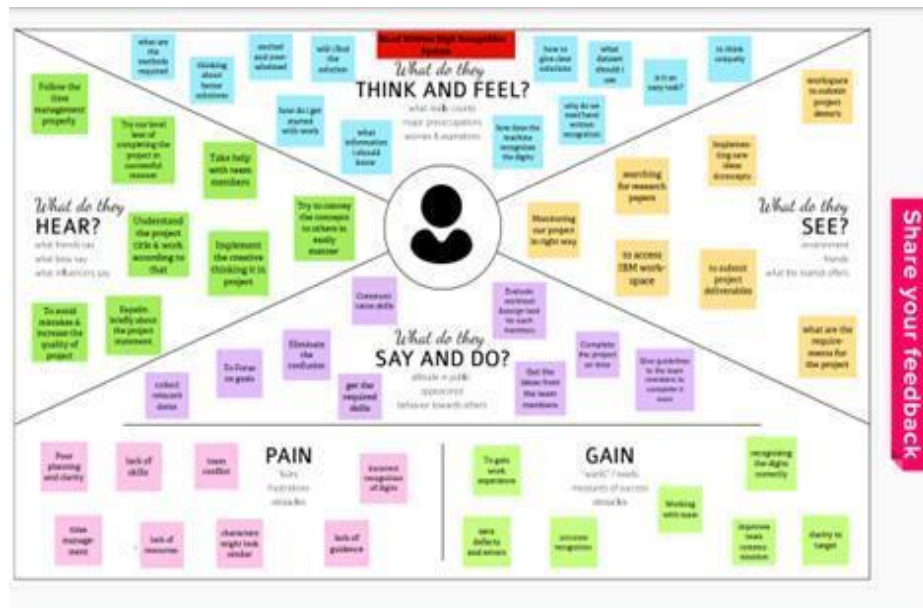 what are
the
methods
required
thinking
about
better
solutions
excited
and over-
whelmed
will i find
the
solution
how do i get
started with work
what
information
i should
know
What do they
THINK AND FEEL?
what really counts
major preoccupations
worries & aspirations
how to
give clear
solutions
what
dataset
should i
use
is it an
easy task?
to think
uniquely
why do we
need hand
written
recognition
how does the
machine
recognize
the digits
Follow the
time
management
properly
Try our level
best of
completing the
project in
successful
manner
Take help
with team
members
What do they
HEAR?
what friends say
what boss say
what influencers say
Understand
the project
title & work
according to
that
Implement
the creative
thinking it in
project
Try to convey
the concepts
to others in
easily
manner
To avoid
mistakes &
increase the
quality of
project
Explain
briefly about
the project
statement
workspace
to submit
project
Implemen-
ting new
ideas
&concepts
searching
for research
papers
Monitoring
our project
in right way
What do they
SEE?
environment
friends
what the market offers
to access
IBM work-
space
to submit
project
deliverables
what are the
require-
ments for
the project
Share your feedback
Eliminate
the
confusion
To Focus
on goals
collect
relevant
datas
get the
required
skills
What do they
SAY AND DO?
attitude in public
appearance
behavior towards others
Evaluate
workload
Assign task
for each
members
Complete
the project
on time
Get the
ideas from
the team
members
Give guidelines
to the team
members to
complete it
soon
PAIN
fears
frustrations
obstacles
Poor
planning
and clarity
lack of
skills
team
conflict
incorrect
recognition
of digits
time
manage
ment
lack of
resources
characters
might look
similar
lack of
guidance
GAIN
"wants" / needs
measures of success
obstacles
To gain
work
experience
recognising
the digits
correctly
Working
with team
zero
defects
and errors
accurate
recognition
improves
team
commu-
nication
clarity to
target